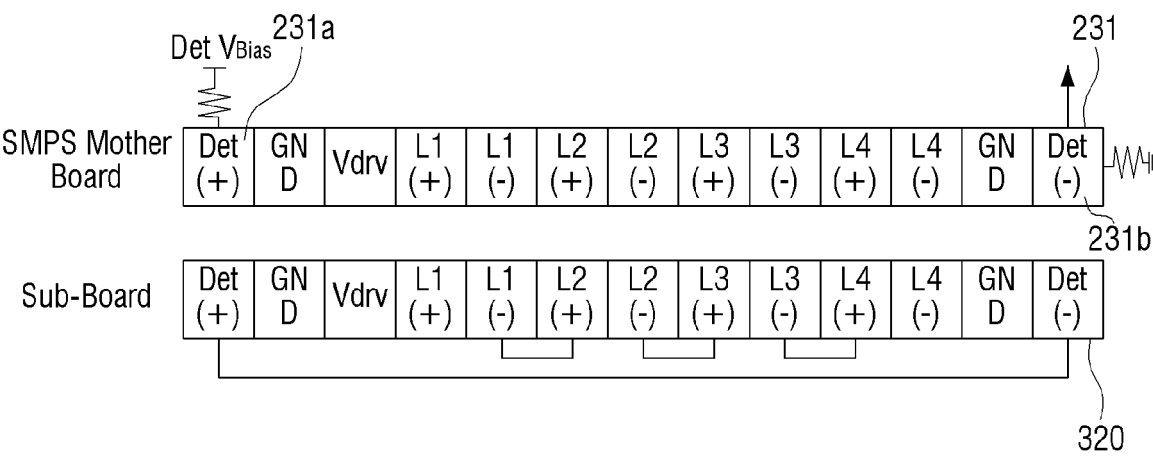 231a
231
Det VBias
SMPS Mother
Board
Det (+) GN D Vdrv L1 (+) L1 (-) L2 (+) L2 (-) L3 (+) L3 (-) L4 (+) L4 (-) GN D Det (-)
231b
Sub-Board
Det (+) GN D Vdrv L1 (+) L1 (-) L2 (+) L2 (-) L3 (+) L3 (-) L4 (+) L4 (-) GN D Det (-)
320